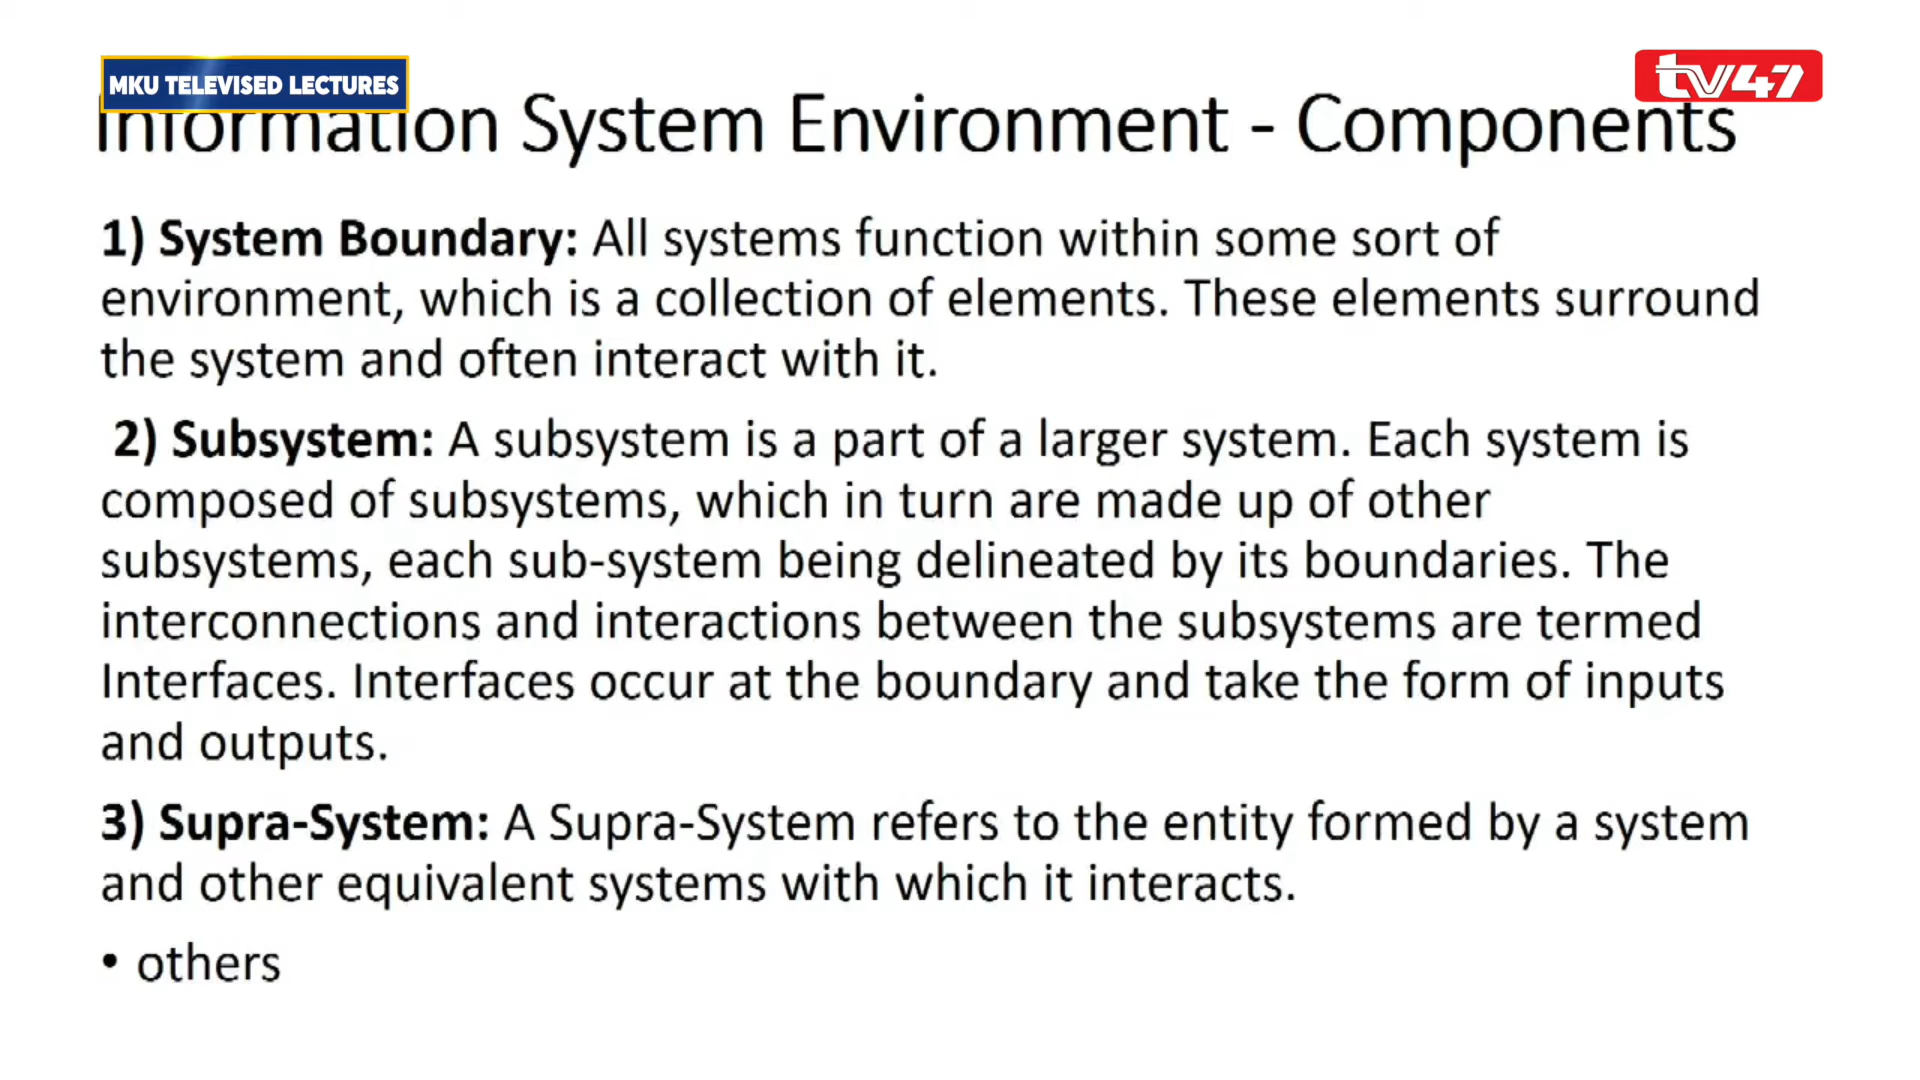 MKU TELEVISED LECTURES
tv47
Information System Environment - Components
1) System Boundary: All systems function within some sort of
environment, which is a collection of elements. These elements surround
the system and often interact with it.
2) Subsystem: A subsystem is a part of a larger system. Each system is
composed of subsystems, which in turn are made up of other
subsystems, each sub-system being delineated by its boundaries. The
interconnections and interactions between the subsystems are termed
Interfaces. Interfaces occur at the boundary and take the form of inputs
and outputs.
3) Supra-System: A Supra-System refers to the entity formed by a system
and other equivalent systems with which it interacts.
• others